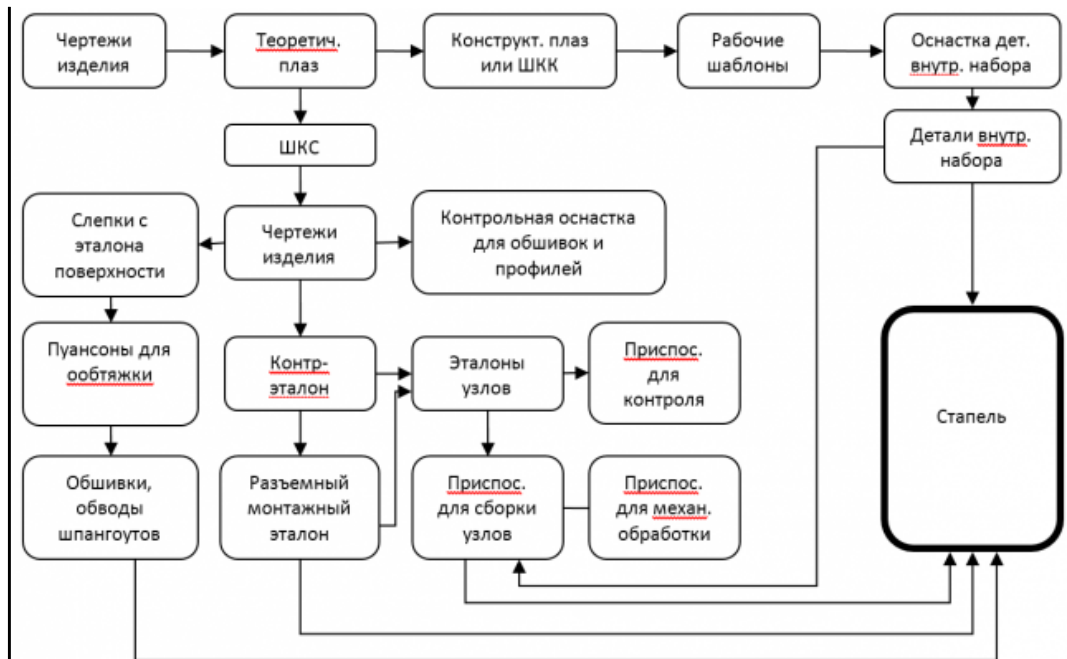 Чертежи
изделия
Теоретич.
плаз
Конструкт. плаз
или ШКК
Рабочие
шаблоны
Оснастка дет.
внутр. набора
ШКС
Детали внутр.
набора
Слепки с
эталона
поверхности
Чертежи
изделия
Контрольная оснастка
для обшивок и
профилей
Пуансоны для
ообтяжки
Контр-
эталон
Эталоны
узлов
Приспос.
для
контроля
Стапель
Обшивки,
обводы
шпангоутов
Разъемный
монтажный
эталон
Приспос.
для сборки
узлов
Приспос.
для механ.
обработки